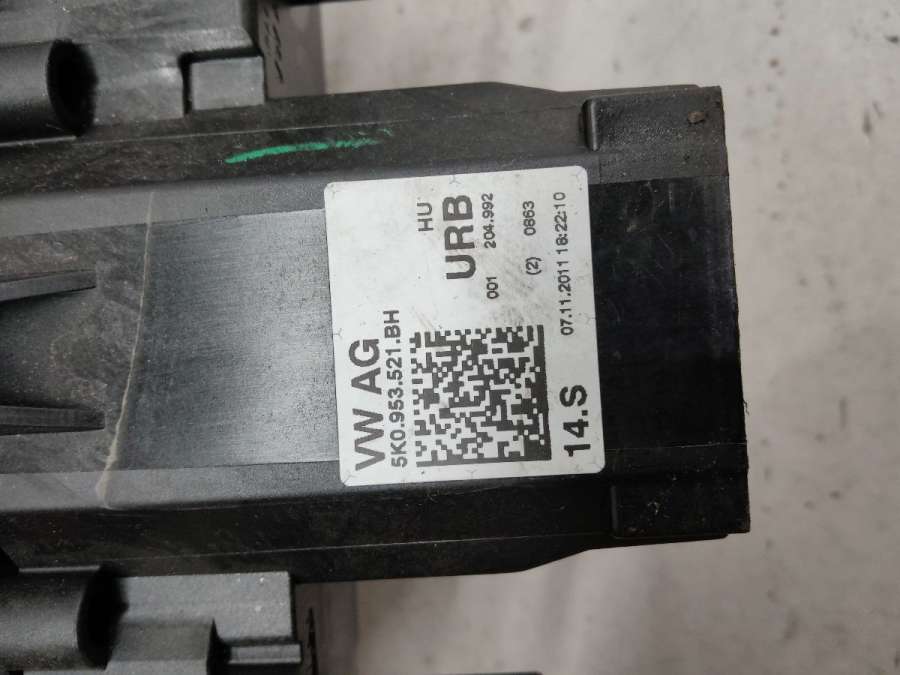 VW AG
5K0.953.521.BH
HU
URB
001 204.992
(2) 0863
14.S
07.11.2011 18:22:10